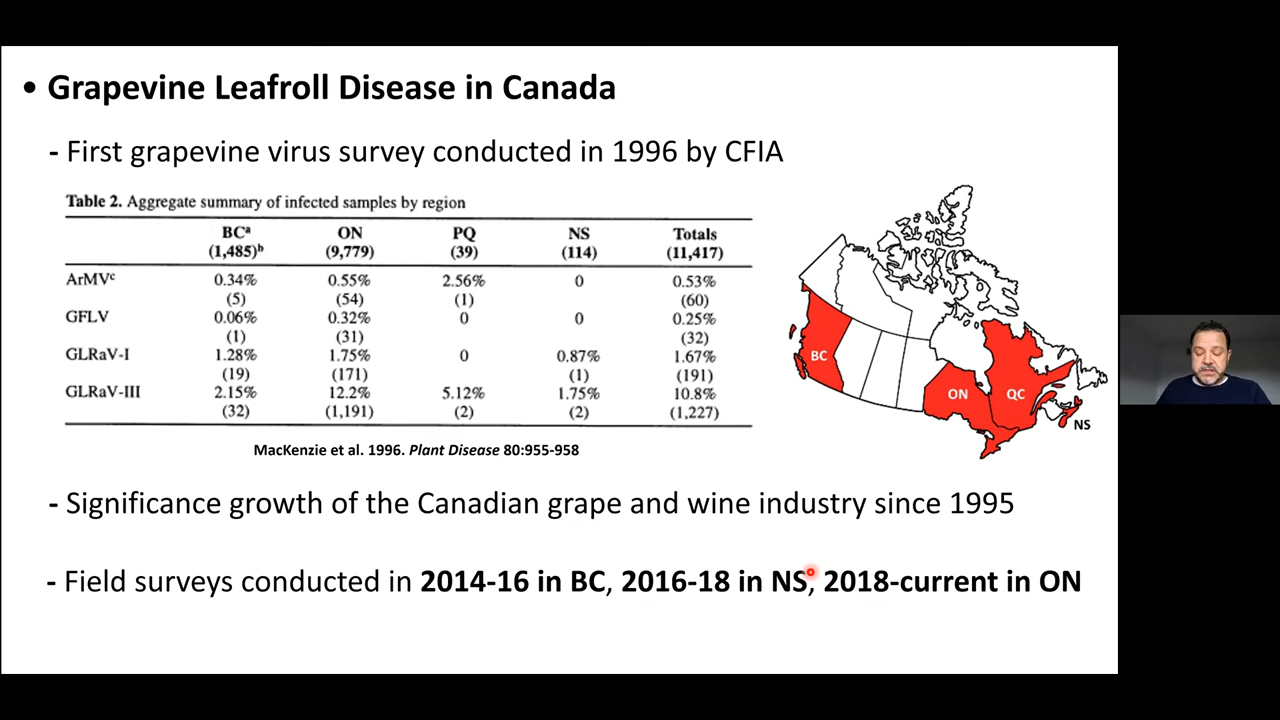 • Grapevine Leafroll Disease in Canada
- First grapevine virus survey conducted in 1996 by CFIA
Table 2. Aggregate summary of infected samples by region
BCᵃ ON PQ NS Totals
(1,485)ᵇ (9,779) (39) (114) (11,417)
ArMVᶜ 0.34% 0.55% 2.56% 0 0.53%
(5) (54) (1) (60)
GFLV 0.06% 0.32% 0 0 0.25%
(1) (31) (32)
GLRaV-I 1.28% 1.75% 0 0.87% 1.67%
(19) (171) (1) (191)
GLRaV-III 2.15% 12.2% 5.12% 1.75% 10.8%
(32) (1,191) (2) (2) (1,227)
MacKenzie et al. 1996. Plant Disease 80:955-958
BC
ON
QC
NS
- Significance growth of the Canadian grape and wine industry since 1995
- Field surveys conducted in 2014-16 in BC, 2016-18 in NS, 2018-current in ON